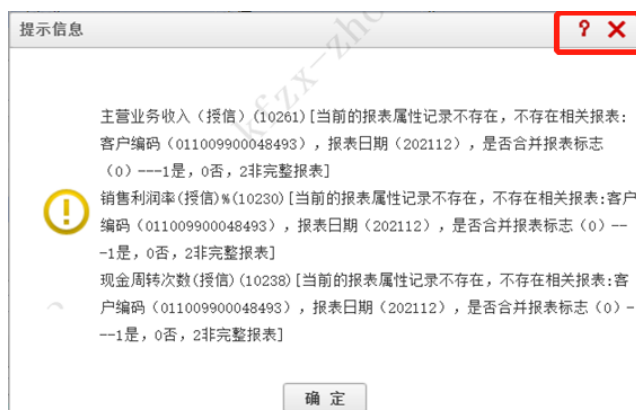 提示信息
? X
kfzx-zho
主营业务收入（授信）(10261)[当前的报表属性记录不存在，不存在相关报表：
客户编码（011009900048493），报表日期（202112），是否合并报表标志
（0）---1是，0否，2非完整报表]
销售利润率(授信)%(10230)[当前的报表属性记录不存在，不存在相关报表:客户
编码（011009900048493），报表日期（202112），是否合并报表标志（0）--
-1是，0否，2非完整报表]
现金周转次数(授信)(10238)[当前的报表属性记录不存在，不存在相关报表:客
户编码（011009900048493），报表日期（202112），是否合并报表标志（0）-
--1是，0否，2非完整报表]
确 定